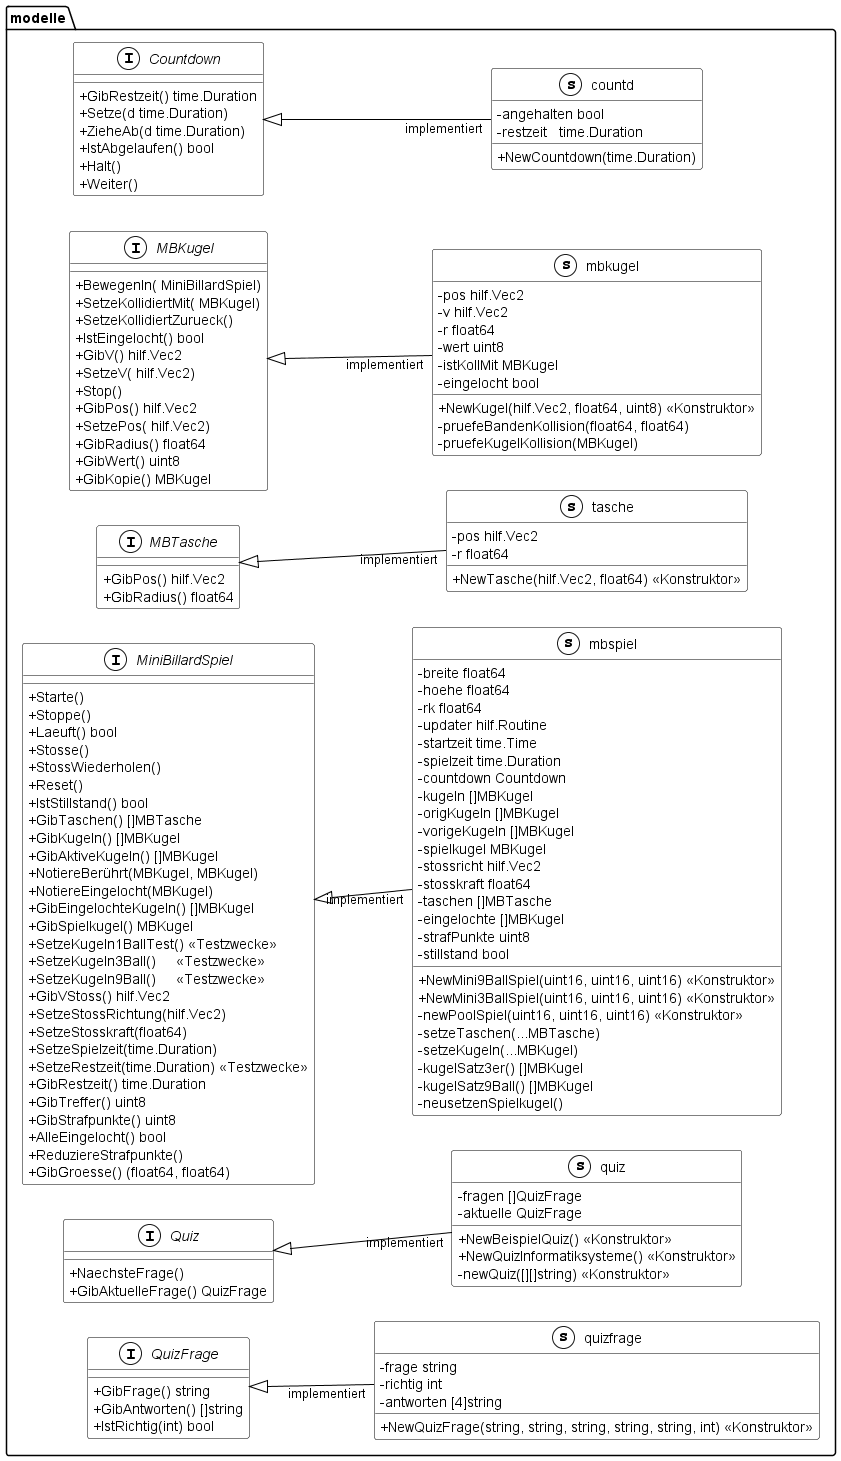 modelle
I Countdown
+GibRestzeit() time.Duration
+Setze(d time.Duration)
+ZieheAb(d time.Duration)
+IstAbgelaufen() bool
+Halt()
+Weiter()
implementiert
S countd
-angehalten bool
-restzeit   time.Duration
+NewCountdown(time.Duration)
I MBKugel
+BewegenIn( MiniBillardSpiel)
+SetzeKollidiertMit( MBKugel)
+SetzeKollidiertZurueck()
+IstEingelocht() bool
+GibV() hilf.Vec2
+SetzeV( hilf.Vec2)
+Stop()
+GibPos() hilf.Vec2
+SetzePos( hilf.Vec2)
+GibRadius() float64
+GibWert() uint8
+GibKopie() MBKugel
implementiert
S mbkugel
-pos hilf.Vec2
-v hilf.Vec2
-r float64
-wert uint8
-istKollMit MBKugel
-eingelocht bool
+NewKugel(hilf.Vec2, float64, uint8) «Konstruktor»
-pruefeBandenKollision(float64, float64)
-pruefeKugelKollision(MBKugel)
I MBTasche
+GibPos() hilf.Vec2
+GibRadius() float64
implementiert
S tasche
-pos hilf.Vec2
-r float64
+NewTasche(hilf.Vec2, float64) «Konstruktor»
I MiniBillardSpiel
+Starte()
+Stoppe()
+Laeuft() bool
+Stosse()
+StossWiederholen()
+Reset()
+IstStillstand() bool
+GibTaschen() []MBTasche
+GibKugeln() []MBKugel
+GibAktiveKugeln() []MBKugel
+NotiereBerührt(MBKugel, MBKugel)
+NotiereEingelocht(MBKugel)
+GibEingelochteKugeln() []MBKugel
+GibSpielkugel() MBKugel
+SetzeKugeln1BallTest() «Testzwecke»
+SetzeKugeln3Ball()     «Testzwecke»
+SetzeKugeln9Ball()     «Testzwecke»
+GibVStoss() hilf.Vec2
+SetzeStossRichtung(hilf.Vec2)
+SetzeStosskraft(float64)
+SetzeSpielzeit(time.Duration)
+SetzeRestzeit(time.Duration) «Testzwecke»
+GibRestzeit() time.Duration
+GibTreffer() uint8
+GibStrafpunkte() uint8
+AlleEingelocht() bool
+ReduziereStrafpunkte()
+GibGroesse() (float64, float64)
implementiert
S mbspiel
-breite float64
-hoehe float64
-rk float64
-updater hilf.Routine
-startzeit time.Time
-spielzeit time.Duration
-countdown Countdown
-kugeln []MBKugel
-origKugeln []MBKugel
-vorigeKugeln []MBKugel
-spielkugel MBKugel
-stossricht hilf.Vec2
-stosskraft float64
-taschen []MBTasche
-eingelochte []MBKugel
-strafPunkte uint8
-stillstand bool
+NewMini9BallSpiel(uint16, uint16, uint16) «Konstruktor»
+NewMini3BallSpiel(uint16, uint16, uint16) «Konstruktor»
-newPoolSpiel(uint16, uint16, uint16) «Konstruktor»
-setzeTaschen(...MBTasche)
-setzeKugeln(...MBKugel)
-kugelSatz3er() []MBKugel
-kugelSatz9Ball() []MBKugel
-neusetzenSpielkugel()
I Quiz
+NaechsteFrage()
+GibAktuelleFrage() QuizFrage
implementiert
S quiz
-fragen []QuizFrage
-aktuelle QuizFrage
+NewBeispielQuiz() «Konstruktor»
+NewQuizInformatiksysteme() «Konstruktor»
-newQuiz([][]string) «Konstruktor»
I QuizFrage
+GibFrage() string
+GibAntworten() []string
+IstRichtig(int) bool
implementiert
S quizfrage
-frage string
-richtig int
-antworten [4]string
+NewQuizFrage(string, string, string, string, string, int) «Konstruktor»